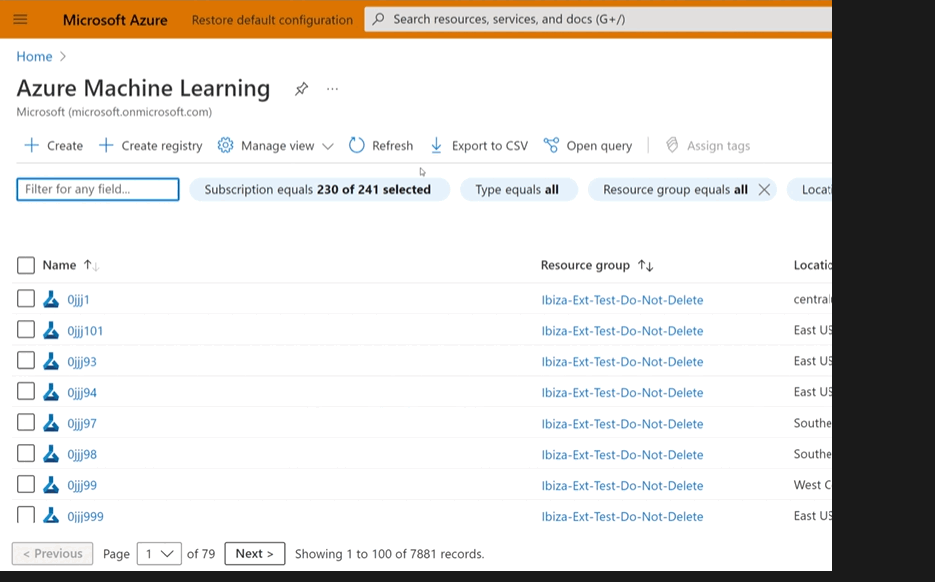 Microsoft Azure Restore default configuration Search resources, services, and docs (G+/)
Home >
Azure Machine Learning ...
Microsoft (microsoft.onmicrosoft.com)
+ Create + Create registry Manage view Refresh Export to CSV Open query Assign tags
Filter for any field... Subscription equals 230 of 241 selected Type equals all Resource group equals all Locati
Name ↑↓ Resource group ↑↓ Locatio
0jjj1 Ibiza-Ext-Test-Do-Not-Delete central
0jjj101 Ibiza-Ext-Test-Do-Not-Delete East US
0jjj93 Ibiza-Ext-Test-Do-Not-Delete East US
0jjj94 Ibiza-Ext-Test-Do-Not-Delete East US
0jjj97 Ibiza-Ext-Test-Do-Not-Delete Southe
0jjj98 Ibiza-Ext-Test-Do-Not-Delete Southe
0jjj99 Ibiza-Ext-Test-Do-Not-Delete West C
0jjj999 Ibiza-Ext-Test-Do-Not-Delete East US
< Previous Page 1 of 79 Next > Showing 1 to 100 of 7881 records.